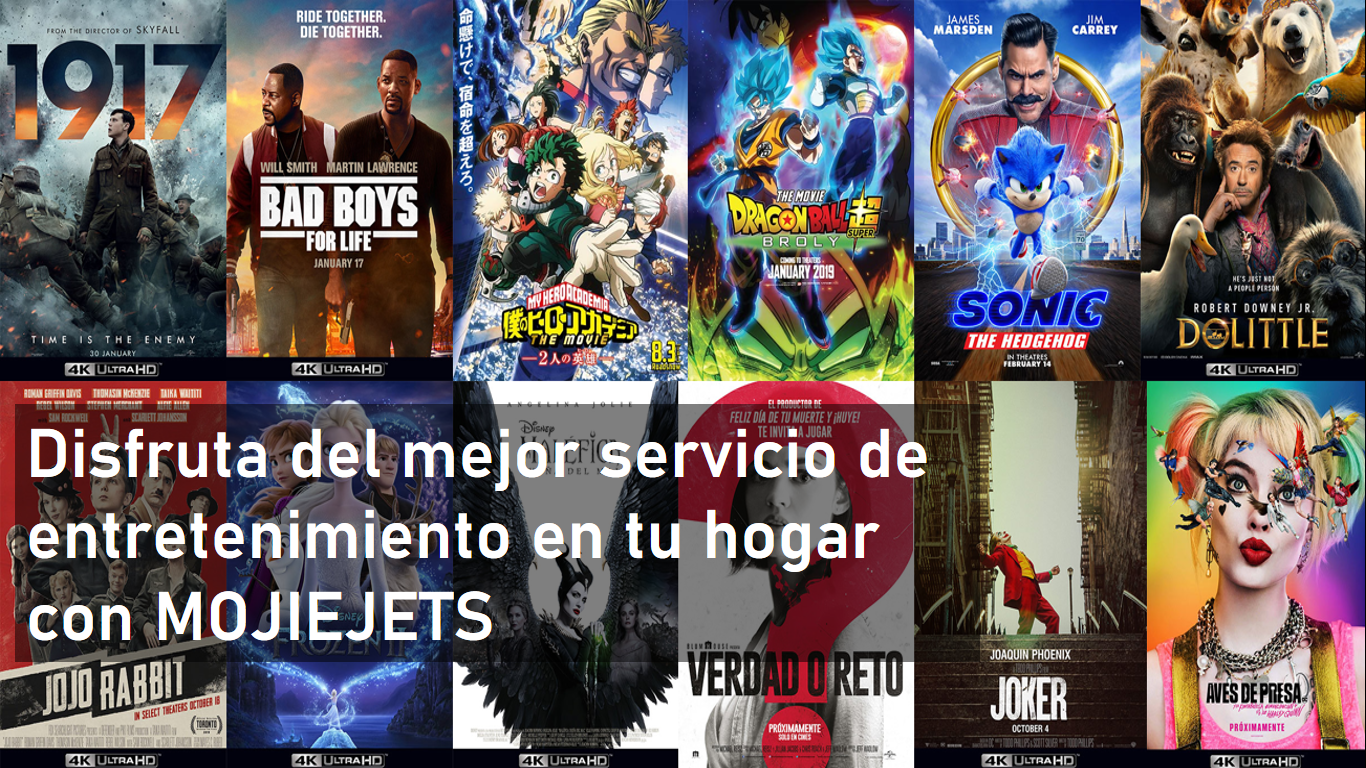 FROM THE DIRECTOR OF SKYFALL
1917
TIME IS THE ENEMY
30 JANUARY
4K ULTRAHD
RIDE TOGETHER.
DIE TOGETHER.
WILL SMITH MARTIN LAWRENCE
BAD BOYS
FOR LIFE
JANUARY 17
4K ULTRAHD
命懸けで、宿命を超えろ。
MY HERO ACADEMIA
僕のヒーローアカデミア
THE MOVIE
2人の英雄
8.3
THE MOVIE
DRAGON BALL 超
SUPER
BROLY
COMING TO THEATERS
JANUARY 2019
JAMES MARSDEN
JIM CARREY
SONIC
THE HEDGEHOG
IN THEATRES
FEBRUARY 14
HE'S JUST NOT
A PEOPLE PERSON
ROBERT DOWNEY JR.
DOLITTLE
4K ULTRAHD
ROMAN GRIFFIN DAVIS THOMASIN McKENZIE TAIKA WAITITI
REBEL WILSON STEPHEN MERCHANT ALFIE ALLEN
SAM ROCKWELL SCARLETT JOHANSSON
JOJO RABBIT
IN SELECT THEATERS OCTOBER 18
4K ULTRAHD
Disfruta del mejor servicio de
entretenimiento en tu hogar
con MOJIEJETS
DISNEY
FROZEN II
4K ULTRAHD
ANGELINA JOLIE
Disney
MALÉFICA
4K ULTRAHD
EL PRODUCTOR DE
FELIZ DÍA DE TU MUERTE Y ¡HUYE!
TE INVITA A JUGAR
BLUMHOUSE
VERDAD O RETO
PRÓXIMAMENTE
SOLO EN CINES
JOAQUIN PHOENIX
JOKER
OCTOBER 4
4K ULTRAHD
AVES DE PRESA
PRÓXIMAMENTE
4K ULTRAHD